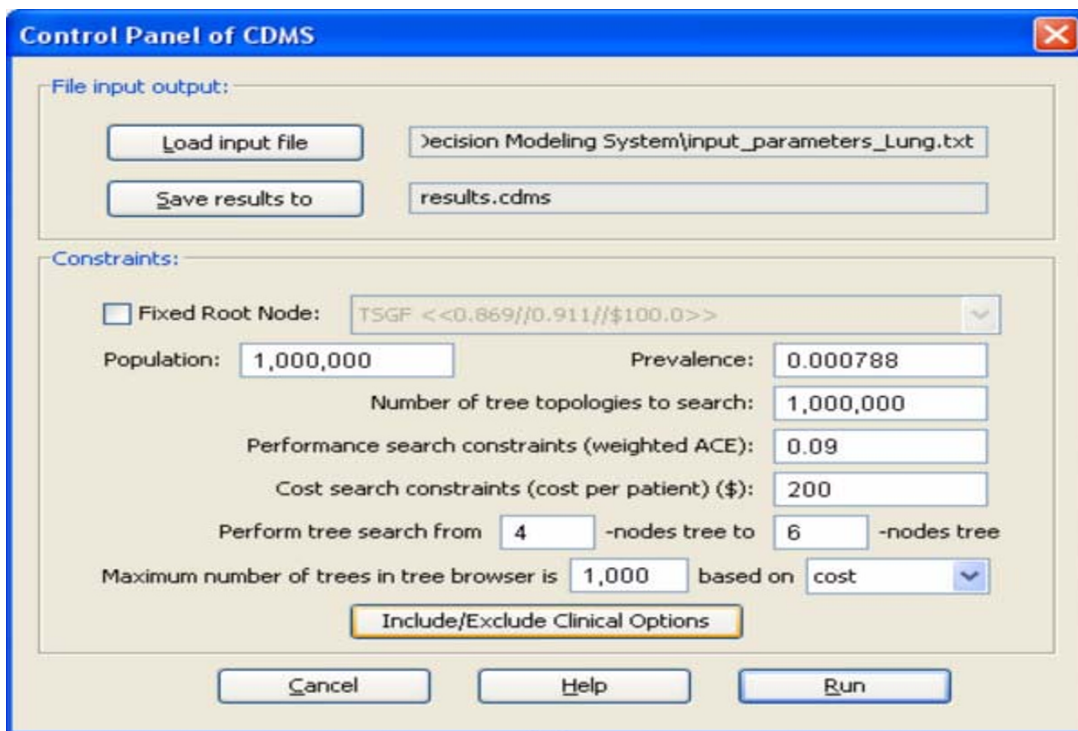 Control Panel of CDMS
File input output:
Load input file
Decision Modeling System\input_parameters_Lung.txt
Save results to
results.cdms
Constraints:
Fixed Root Node: TSGF <<0.869//0.911//$100.0>>
Population: 1,000,000 Prevalence: 0.000788
Number of tree topologies to search: 1,000,000
Performance search constraints (weighted ACE): 0.09
Cost search constraints (cost per patient) ($): 200
Perform tree search from 4 -nodes tree to 6 -nodes tree
Maximum number of trees in tree browser is 1,000 based on cost
Include/Exclude Clinical Options
Cancel Help Run